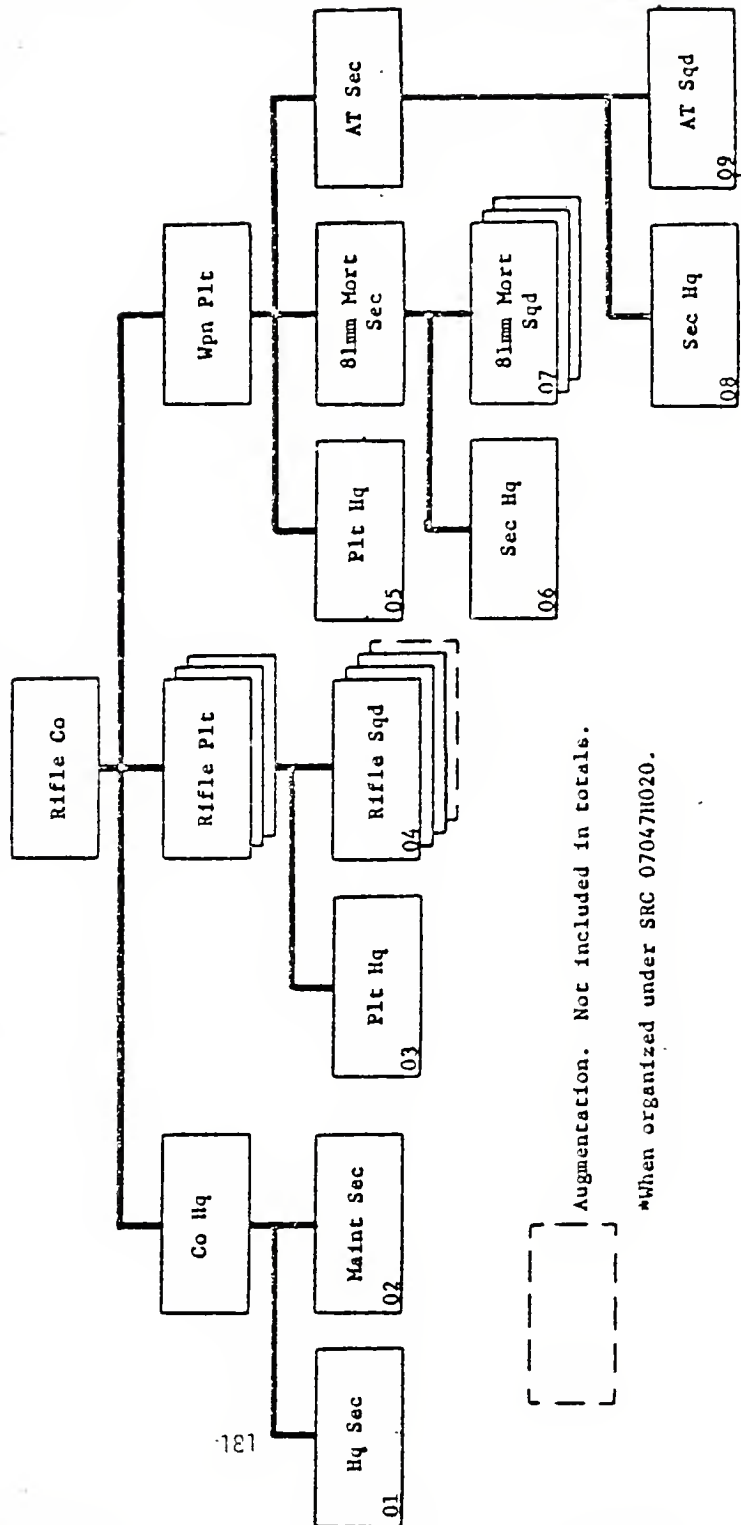 Rifle Co
Co Hq
Rifle Plt
Wpn Plt
Hq Sec
01
Maint Sec
02
Plt Hq
03
Rifle Sqd
04
Plt Hq
05
81mm Mort
Sec
AT Sec
Sec Hq
06
81mm Mort
Sqd
07
Sec Hq
08
AT Sqd
09
Augmentation. Not included in totals.
*When organized under SRC 07047H020.
131